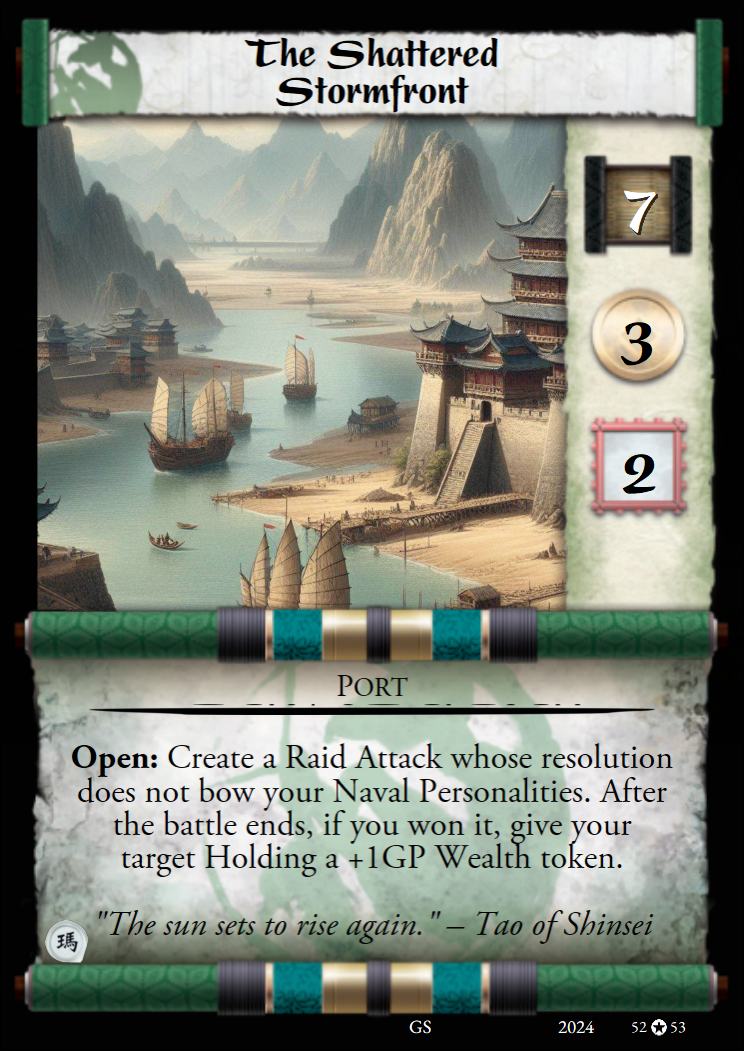 The Shattered
Stormfront
7
3
2
Port
Open: Create a Raid Attack whose resolution
does not bow your Naval Personalities. After
the battle ends, if you won it, give your
target Holding a +1GP Wealth token.
"The sun sets to rise again." – Tao of Shinsei
瑪
GS 2024 52 ✪ 53